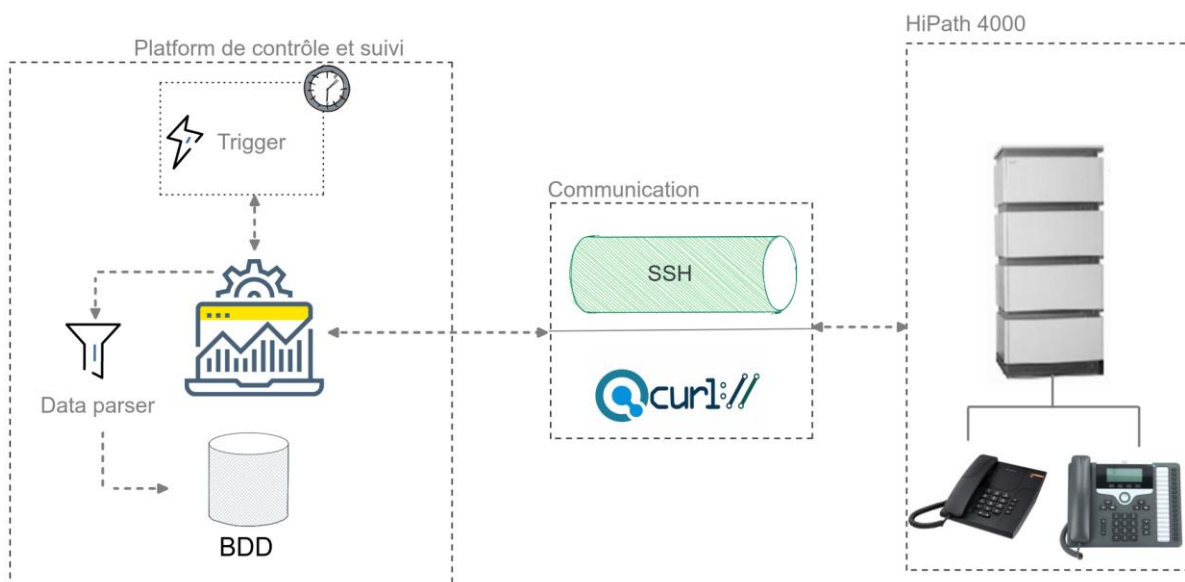 Platform de contrôle et suivi
HiPath 4000
Trigger
Communication
SSH
curl://
Data parser
BDD